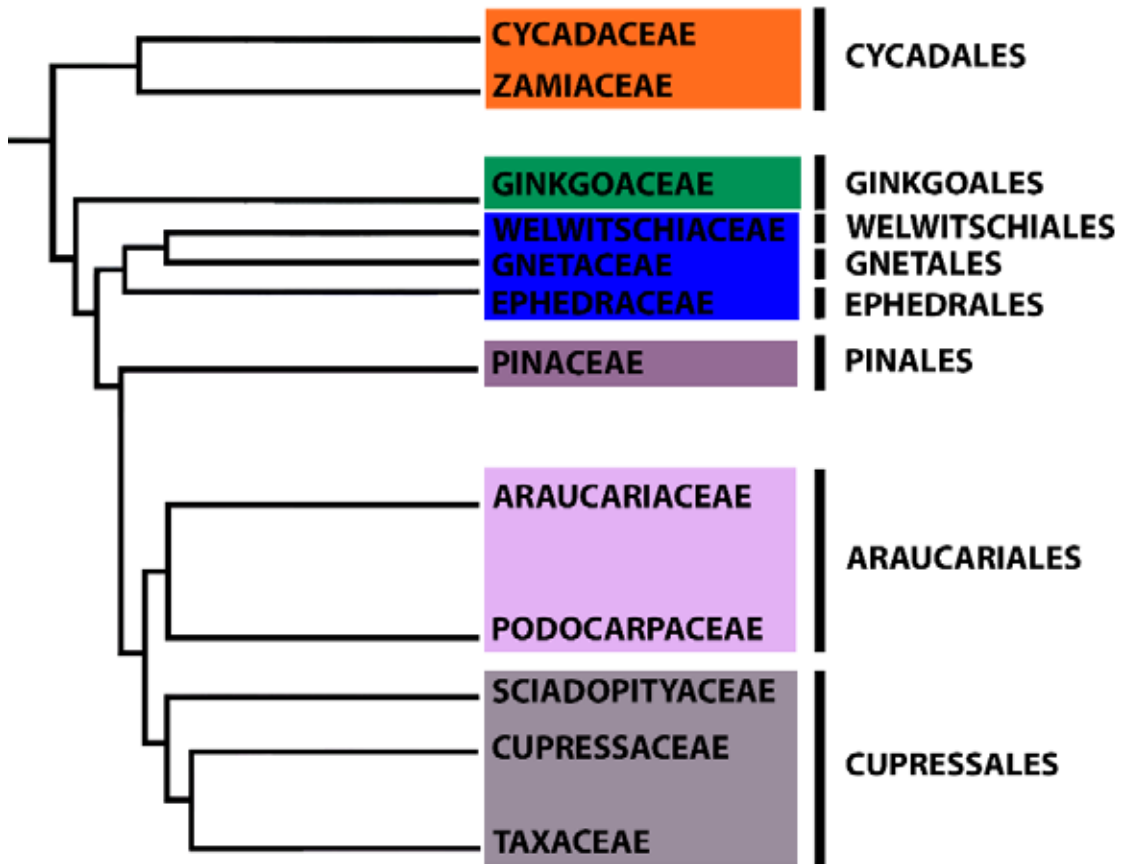 CYCADACEAE
ZAMIACEAE
CYCADALES
GINKGOACEAE
GINKGOALES
WELWITSCHIACEAE
WELWITSCHIALES
GNETACEAE
GNETALES
EPHEDRACEAE
EPHEDRALES
PINACEAE
PINALES
ARAUCARIACEAE
PODOCARPACEAE
ARAUCARIALES
SCIADOPITYACEAE
CUPRESSACEAE
TAXACEAE
CUPRESSALES